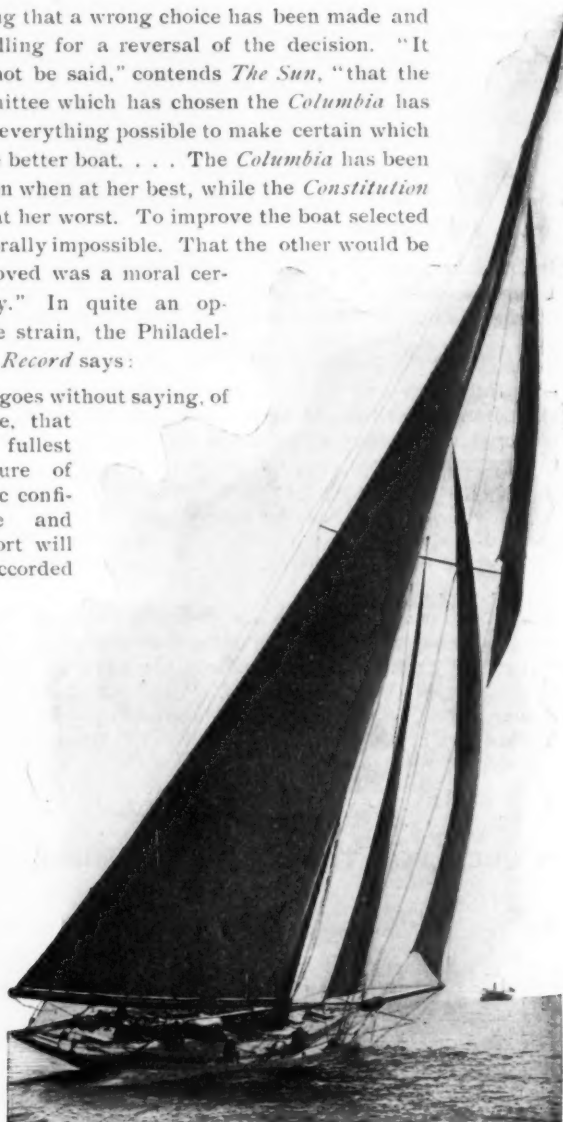 ng that a wrong choice has been made and
lling for a reversal of the decision. "It
not be said," contends The Sun, "that the
mittee which has chosen the Columbia has
everything possible to make certain which
e better boat. . . . The Columbia has been
n when at her best, while the Constitution
at her worst. To improve the boat selected
rally impossible. That the other would be
oved was a moral cer-
y." In quite an op-
e strain, the Philadel-
Record says:
goes without saying, of
e, that
fullest
ure of
c confi-
e and
ort will
ccorded